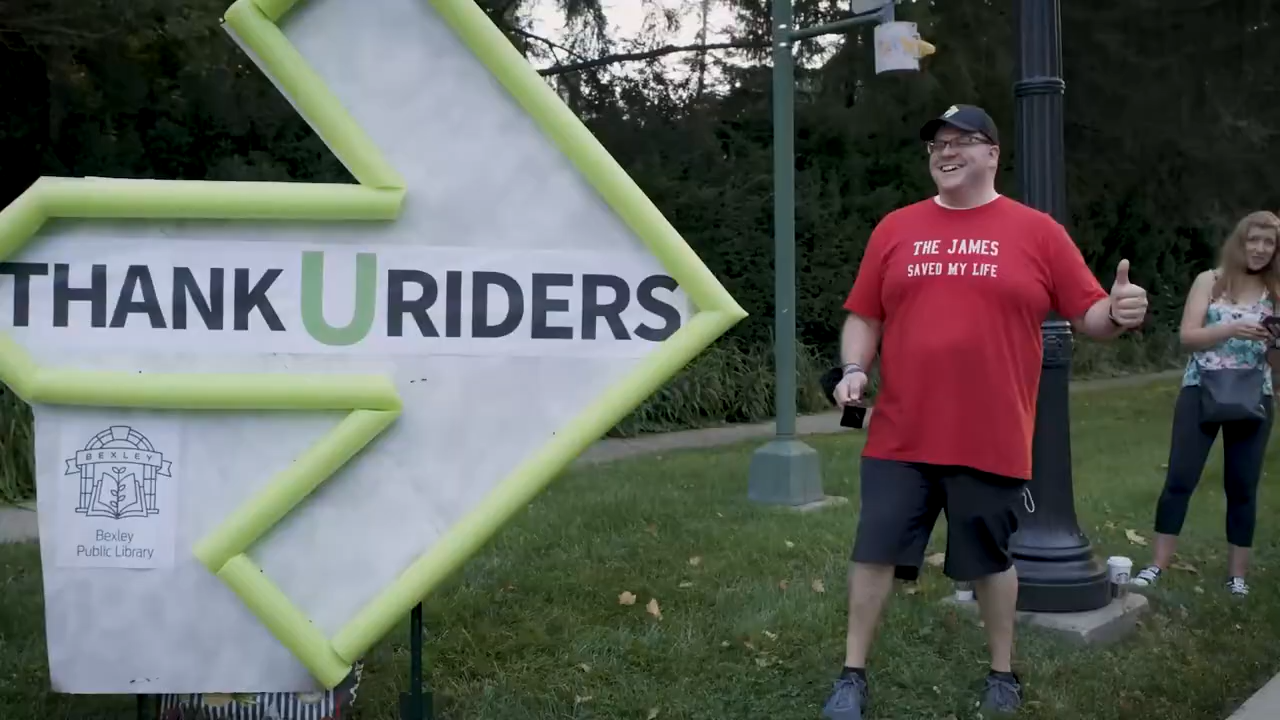 THANK U RIDERS
THE JAMES
SAVED MY LIFE
BEXLEY
Bexley
Public Library